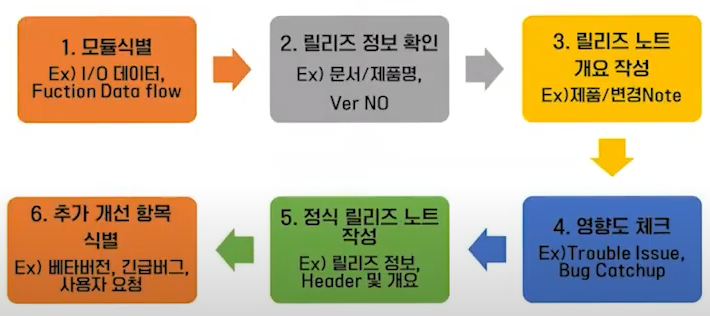 1. 모듈식별
Ex) I/O 데이터,
Fuction Data flow
2. 릴리즈 정보 확인
Ex) 문서/제품명,
Ver NO
3. 릴리즈 노트
개요 작성
Ex)제품/변경Note
4. 영향도 체크
Ex)Trouble Issue,
Bug Catchup
5. 정식 릴리즈 노트
작성
Ex) 릴리즈 정보,
Header 및 개요
6. 추가 개선 항목
식별
Ex) 베타버전, 긴급버그,
사용자 요청